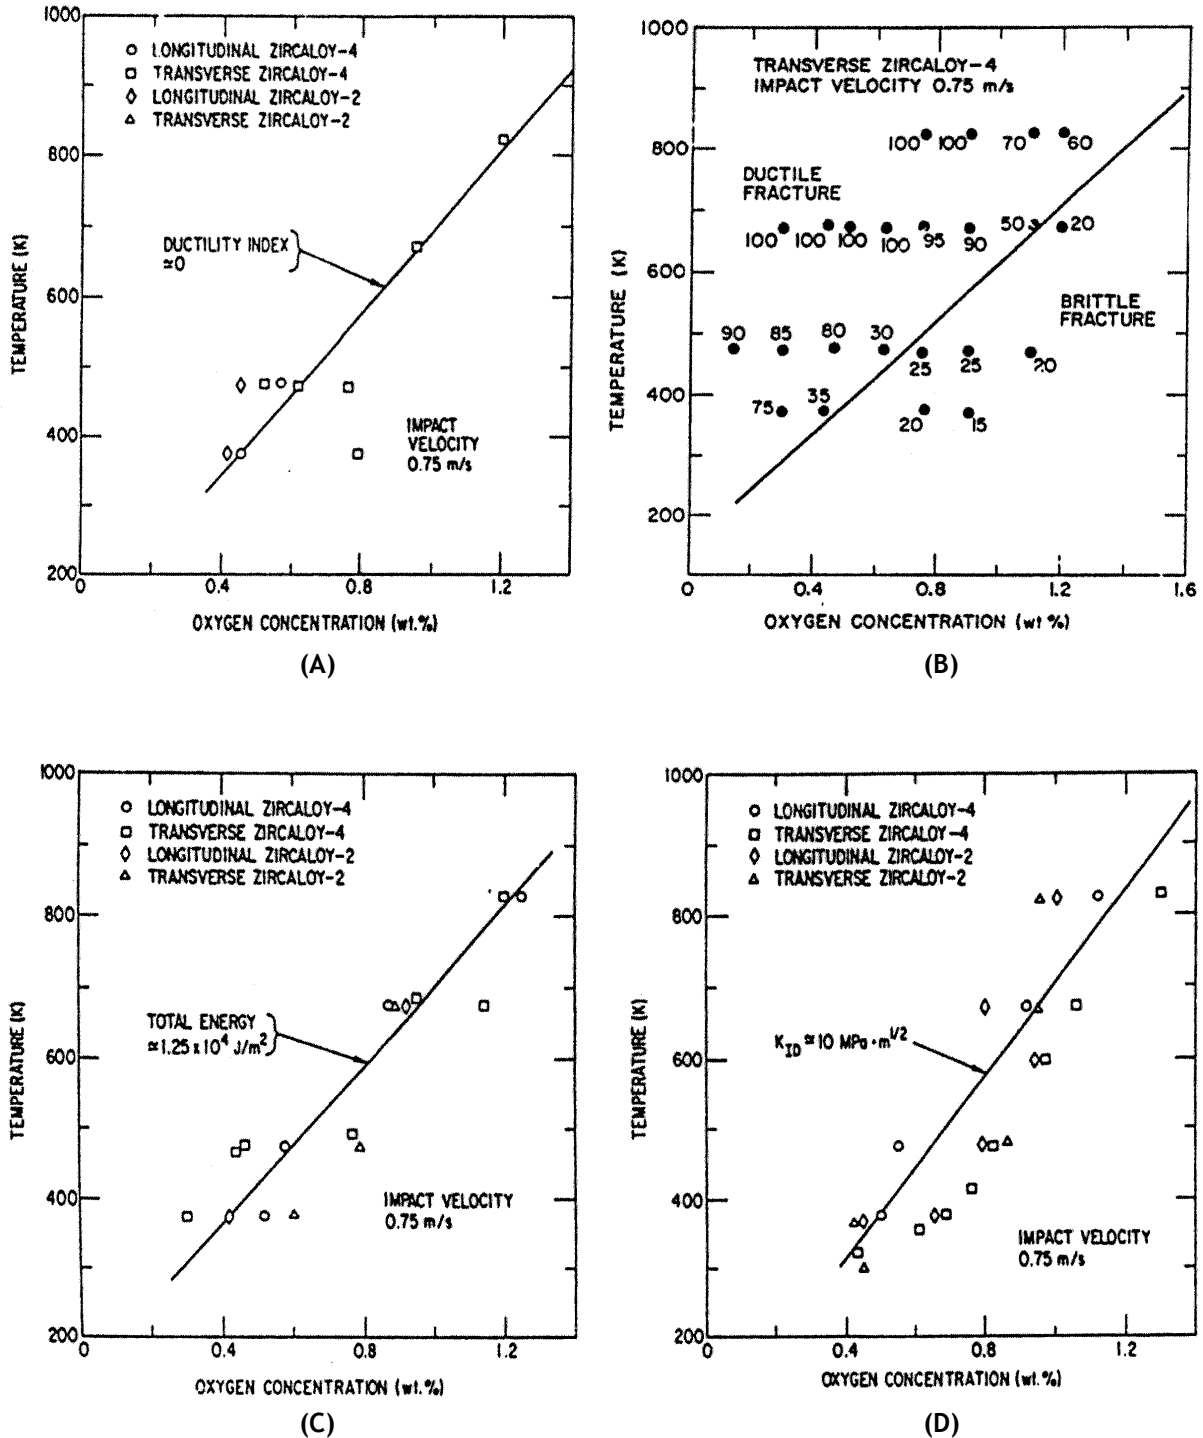 1000
○ LONGITUDINAL ZIRCALOY-4
□ TRANSVERSE ZIRCALOY-4
◊ LONGITUDINAL ZIRCALOY-2
△ TRANSVERSE ZIRCALOY-2
800
DUCTILITY INDEX
≃0
600
TEMPERATURE (K)
400
IMPACT
VELOCITY
0.75 m/s
200
0
0.4
0.8
1.2
OXYGEN CONCENTRATION (wt.%)
(A)
1000
TRANSVERSE ZIRCALOY-4
IMPACT VELOCITY 0.75 m/s
100 100 70 60
800
DUCTILE
FRACTURE
50 20
100 100 100 100 95 90
600
BRITTLE
FRACTURE
TEMPERATURE (K)
90 85 80 30
25 25 20
400
75 35
20 15
200
0
0.4
0.8
1.2
1.6
OXYGEN CONCENTRATION (wt %)
(B)
1000
○ LONGITUDINAL ZIRCALOY-4
□ TRANSVERSE ZIRCALOY-4
◊ LONGITUDINAL ZIRCALOY-2
△ TRANSVERSE ZIRCALOY-2
800
TOTAL ENERGY
≃1.25 x 10⁴ J/m²
600
TEMPERATURE (K)
400
IMPACT VELOCITY
0.75 m/s
200
0
0.4
0.8
1.2
OXYGEN CONCENTRATION (wt.%)
(C)
1000
○ LONGITUDINAL ZIRCALOY-4
□ TRANSVERSE ZIRCALOY-4
◊ LONGITUDINAL ZIRCALOY-2
△ TRANSVERSE ZIRCALOY-2
800
K_ID ≃ 10 MPa·m^1/2
600
TEMPERATURE (K)
400
IMPACT VELOCITY
0.75 m/s
200
0
0.4
0.8
1.2
OXYGEN CONCENTRATION (wt.%)
(D)